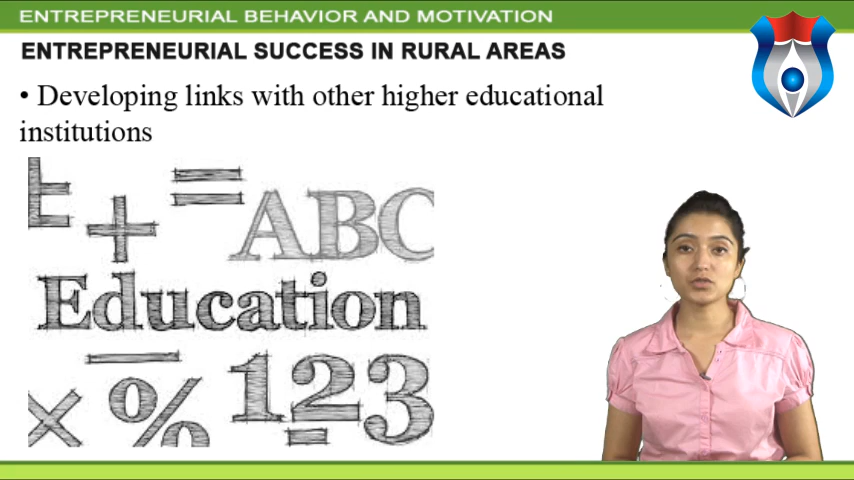 ENTREPRENEURIAL BEHAVIOR AND MOTIVATION
ENTREPRENEURIAL SUCCESS IN RURAL AREAS
• Developing links with other higher educational
institutions
+ = ABC
Education
× % 123